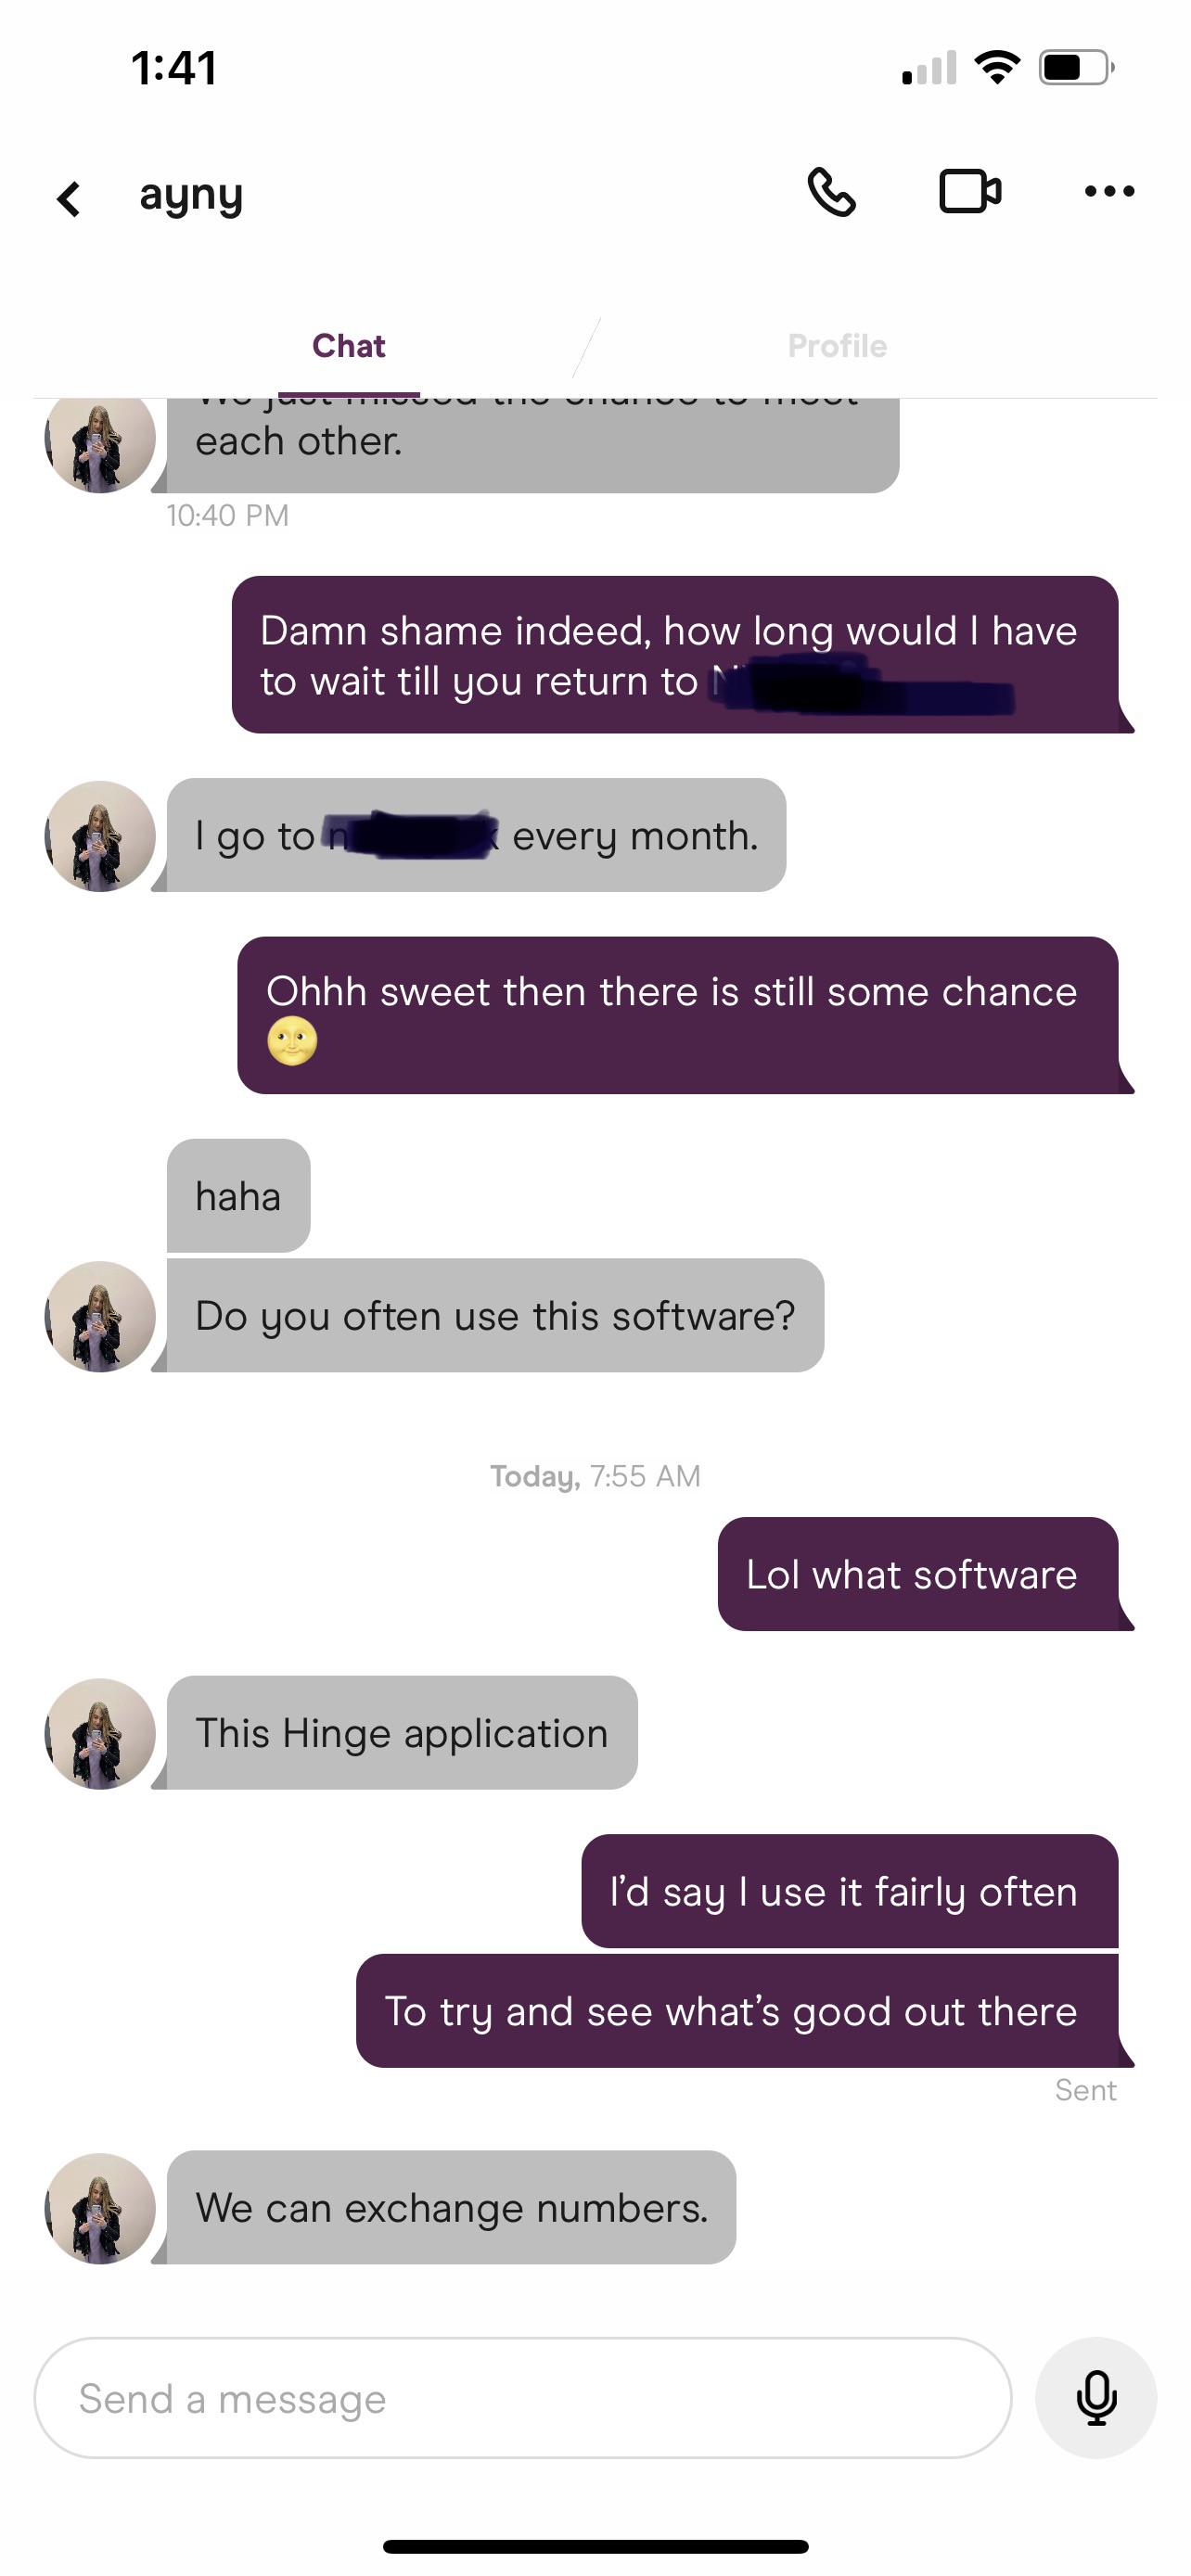 1:41
ayny
Chat
Profile
each other.
10:40 PM
Damn shame indeed, how long would I have
to wait till you return to
I go to every month.
Ohhh sweet then there is still some chance
🌝
haha
Do you often use this software?
Today, 7:55 AM
Lol what software
This Hinge application
I'd say I use it fairly often
To try and see what's good out there
Sent
We can exchange numbers.
Send a message